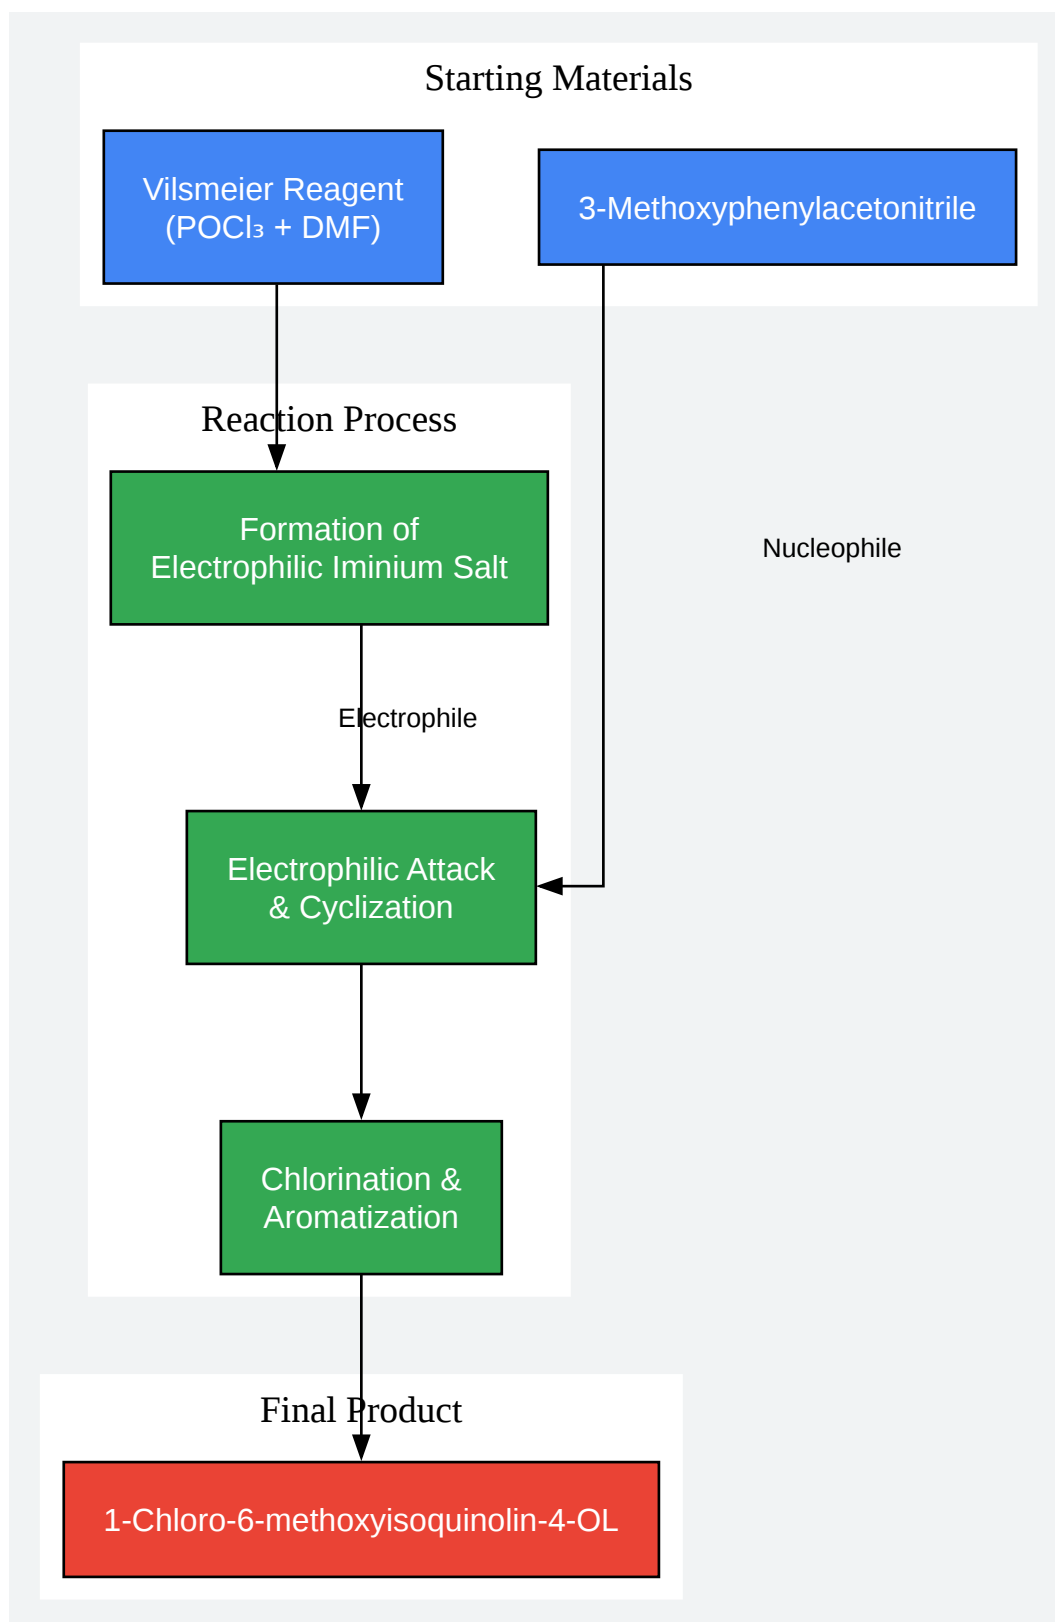 Starting Materials
Vilsmeier Reagent
(POCl₃ + DMF)
3-Methoxyphenylacetonitrile
Reaction Process
Formation of
Electrophilic Iminium Salt
Nucleophile
Electrophile
Electrophilic Attack
& Cyclization
Chlorination &
Aromatization
Final Product
1-Chloro-6-methoxyisoquinolin-4-OL